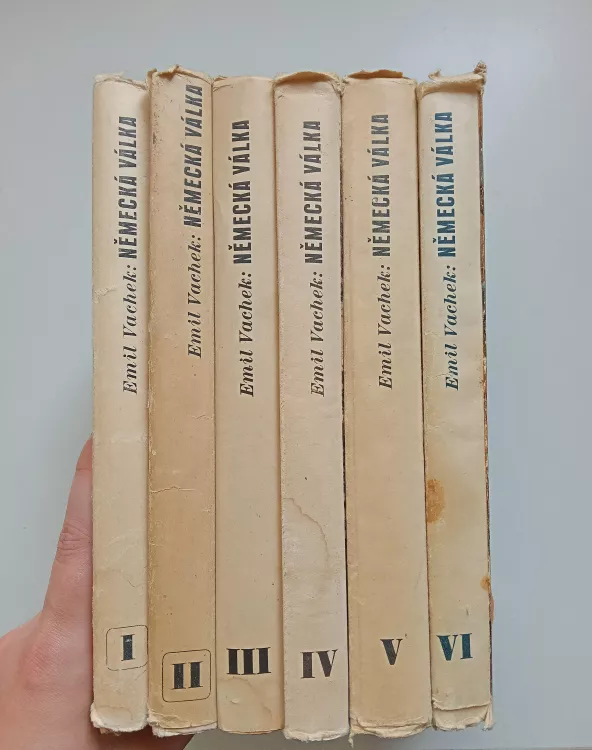 Emil Vachek: NĚMECKÁ VÁLKA
I
Emil Vachek: NĚMECKÁ VÁLKA
II
Emil Vachek: NĚMECKÁ VÁLKA
III
Emil Vachek: NĚMECKÁ VÁLKA
IV
Emil Vachek: NĚMECKÁ VÁLKA
V
Emil Vachek: NĚMECKÁ VÁLKA
VI